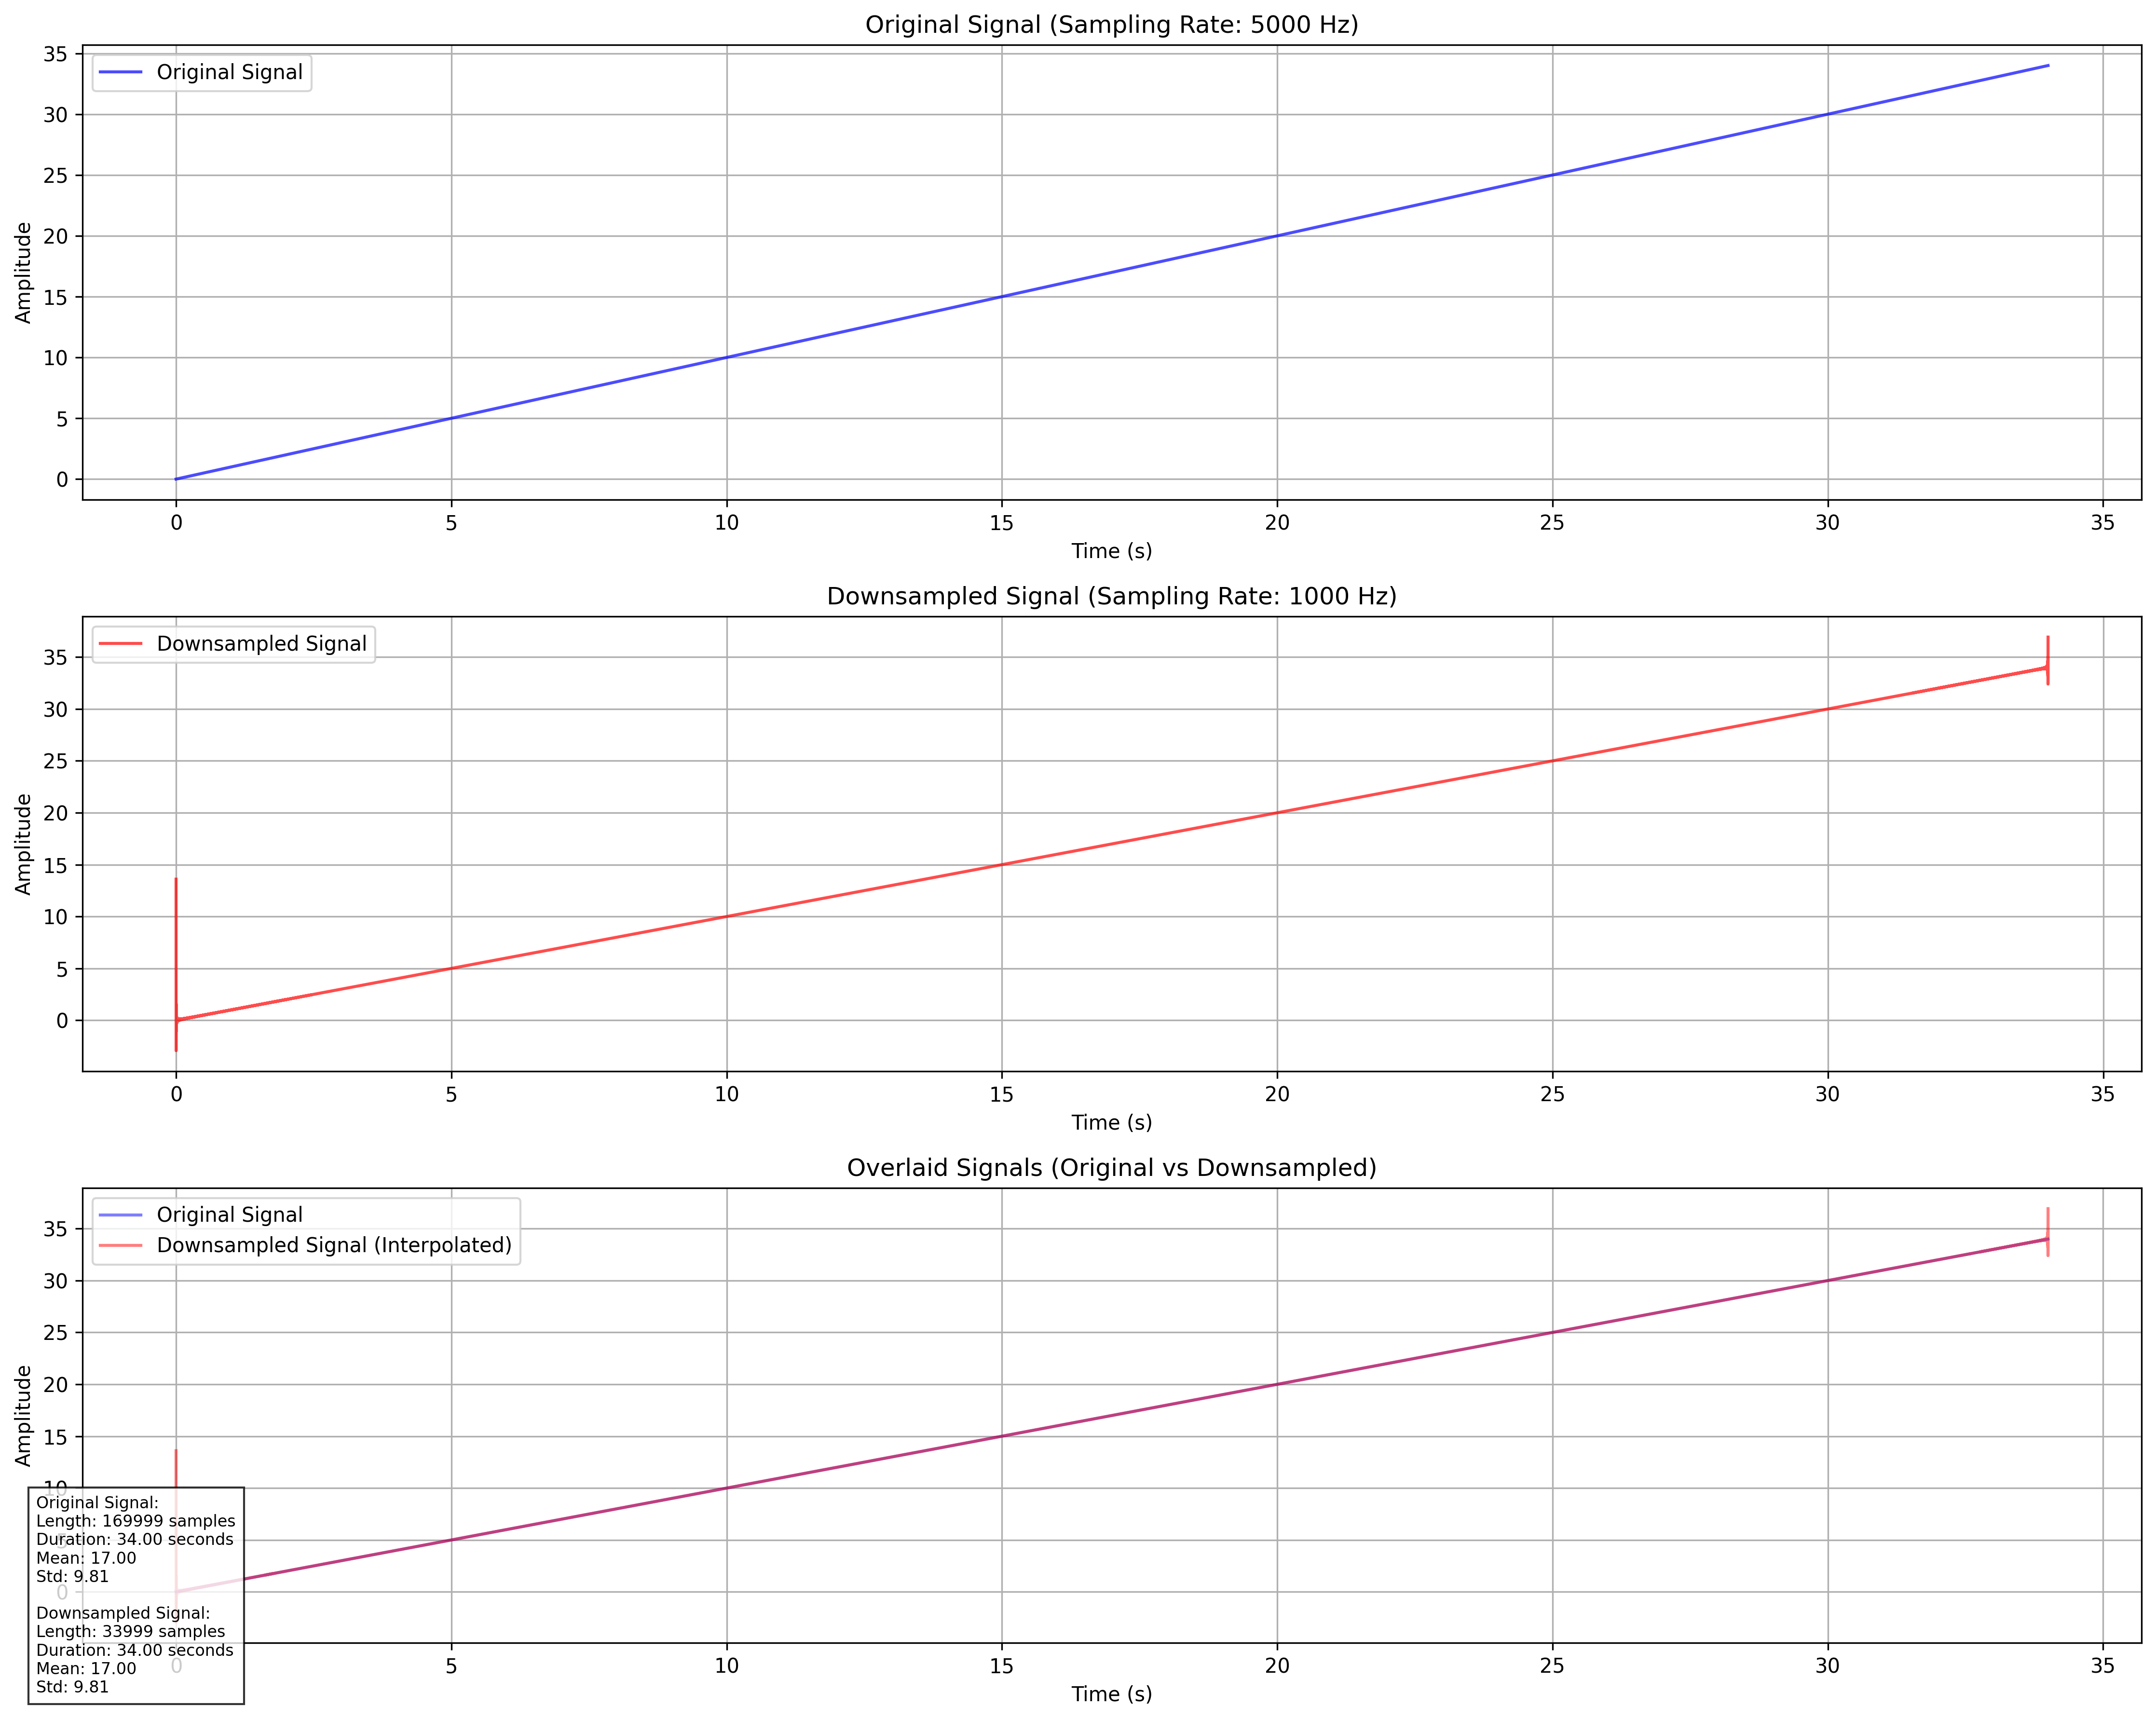 Original Signal (Sampling Rate: 5000 Hz)
Original Signal
Amplitude
35
30
25
20
15
10
5
0
0 5 10 15 20 25 30 35
Time (s)
Downsampled Signal (Sampling Rate: 1000 Hz)
Downsampled Signal
Amplitude
35
30
25
20
15
10
5
0
0 5 10 15 20 25 30 35
Time (s)
Overlaid Signals (Original vs Downsampled)
Original Signal
Downsampled Signal (Interpolated)
Amplitude
35
30
25
20
15
10
5
0
0 5 10 15 20 25 30 35
Time (s)
Original Signal:
Length: 169999 samples
Duration: 34.00 seconds
Mean: 17.00
Std: 9.81
Downsampled Signal:
Length: 33999 samples
Duration: 34.00 seconds
Mean: 17.00
Std: 9.81